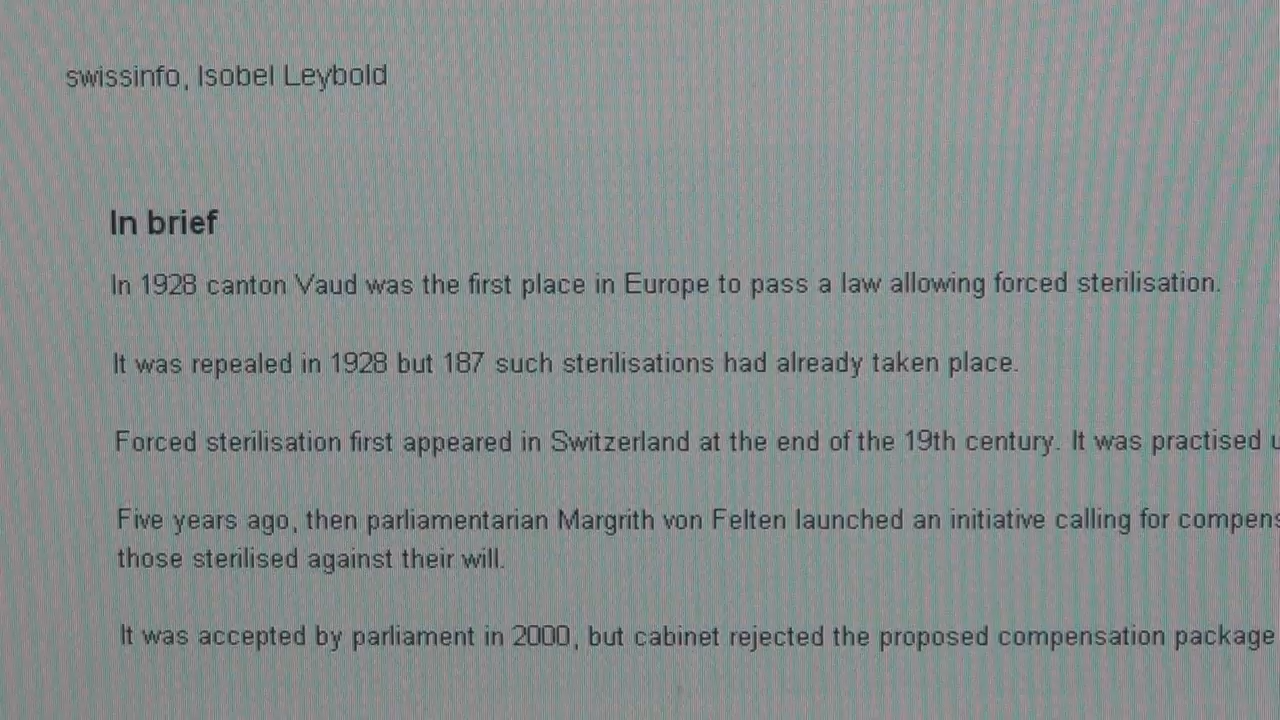 swissinfo, Isobel Leybold
In brief
In 1928 canton Vaud was the first place in Europe to pass a law allowing forced sterilisation.
It was repealed in 1928 but 187 such sterilisations had already taken place.
Forced sterilisation first appeared in Switzerland at the end of the 19th century. It was practised
Five years ago, then parliamentarian Margrith von Felten launched an initiative calling for
those sterilised against their will.
It was accepted by parliament in 2000, but cabinet rejected the proposed compensation package